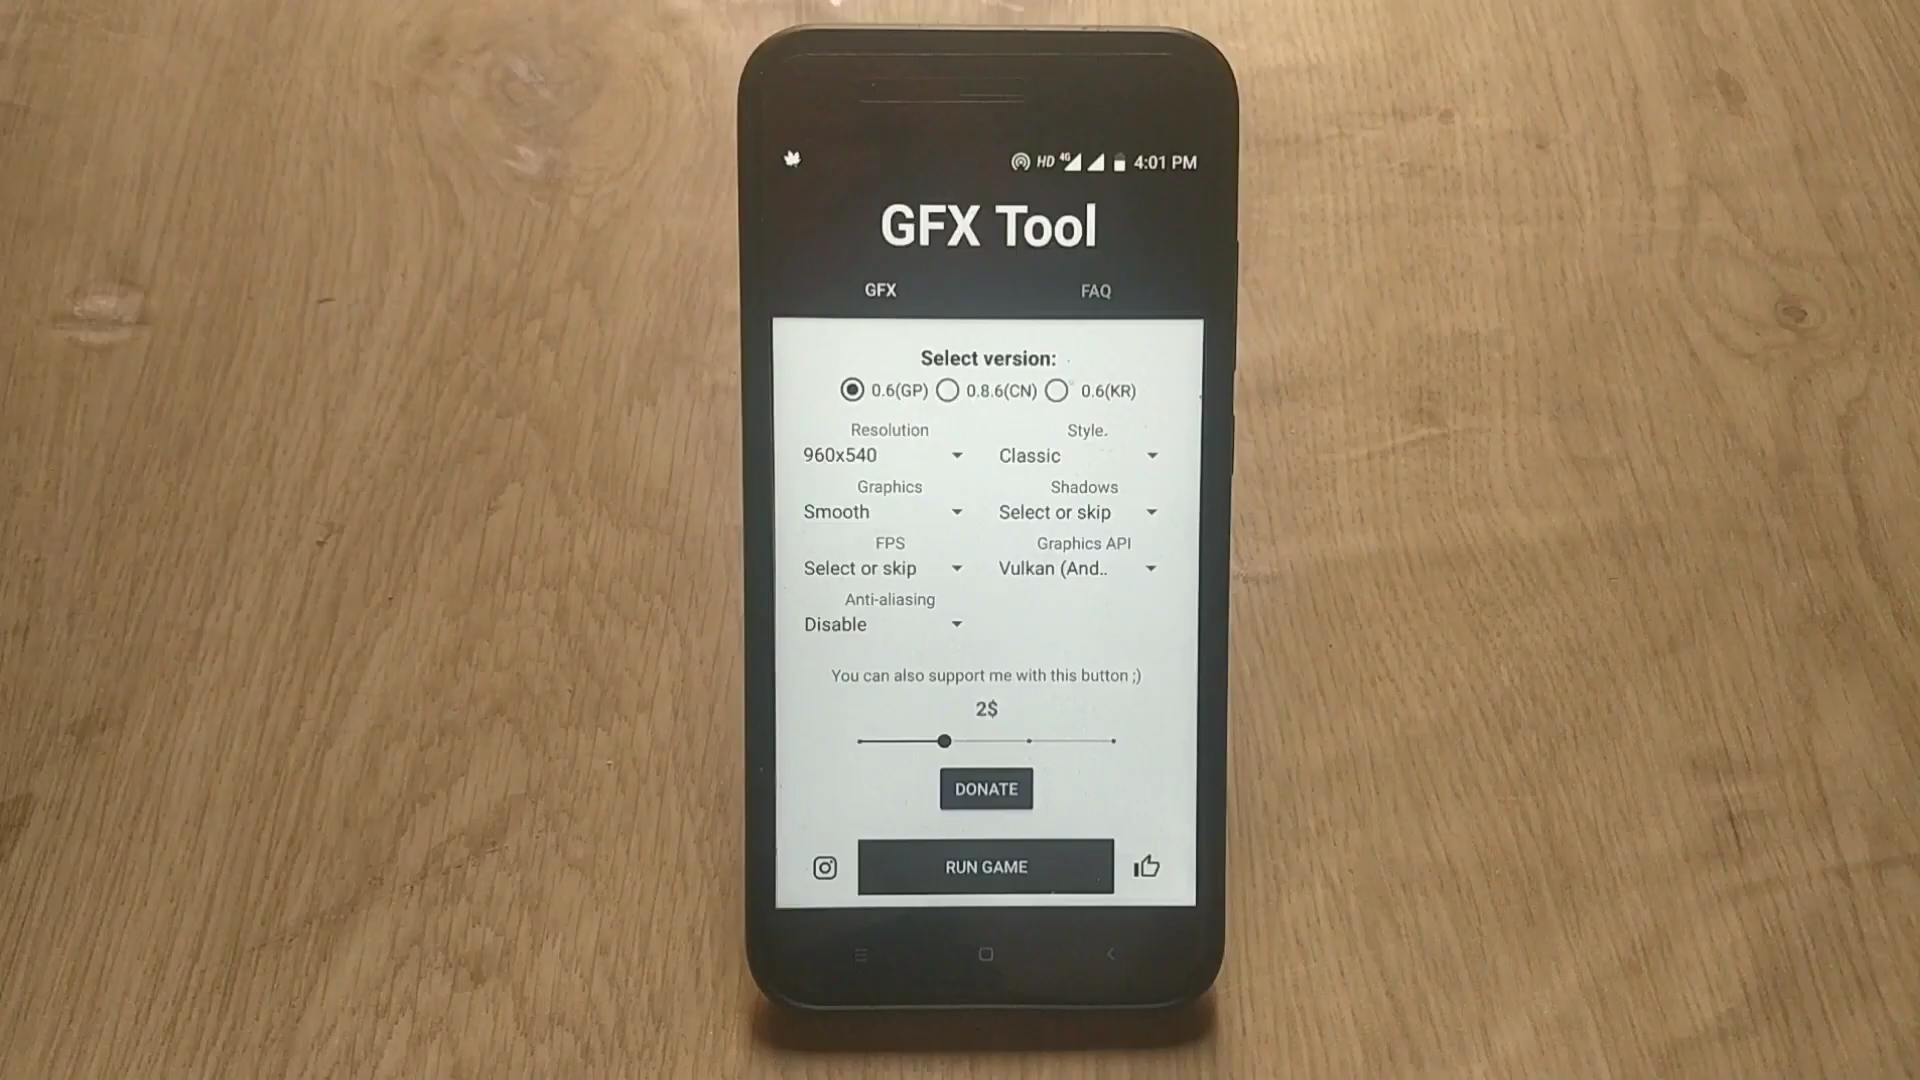 HD 4G 4:01 PM
GFX Tool
GFX FAQ
Select version:
0.6(GP) 0.8.6(CN) 0.6(KR)
Resolution Style.
960x540 Classic
Graphics Shadows
Smooth Select or skip
FPS Graphics API
Select or skip Vulkan (And..
Anti-aliasing
Disable
You can also support me with this button ;)
2$
DONATE
RUN GAME